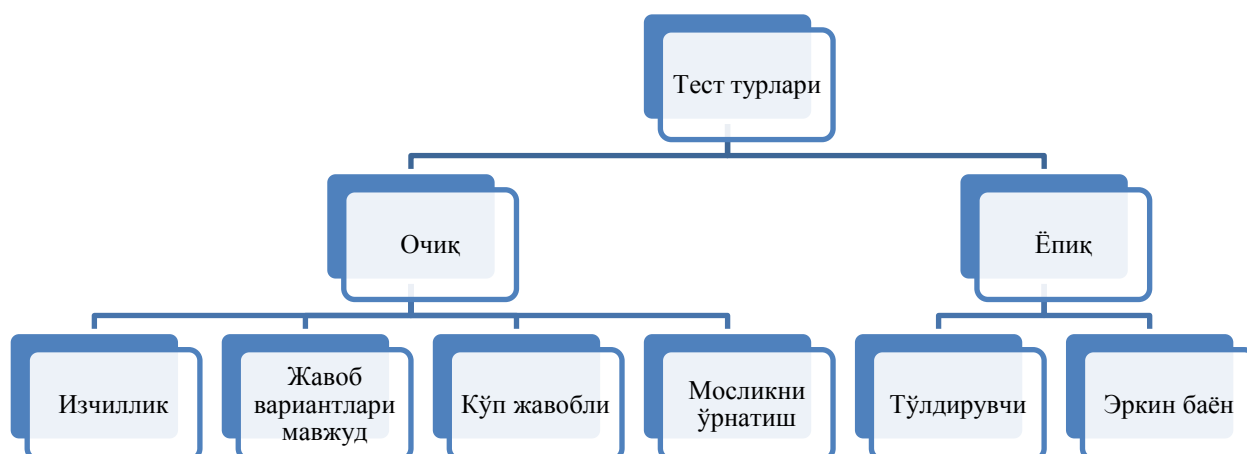 Тест турлари
Очиқ
Ёпиқ
Изчиллик
Жавоб
вариантлари
мавжуд
Кўп жавобли
Мосликни
ўрнатиш
Тўлдирувчи
Эркин баён